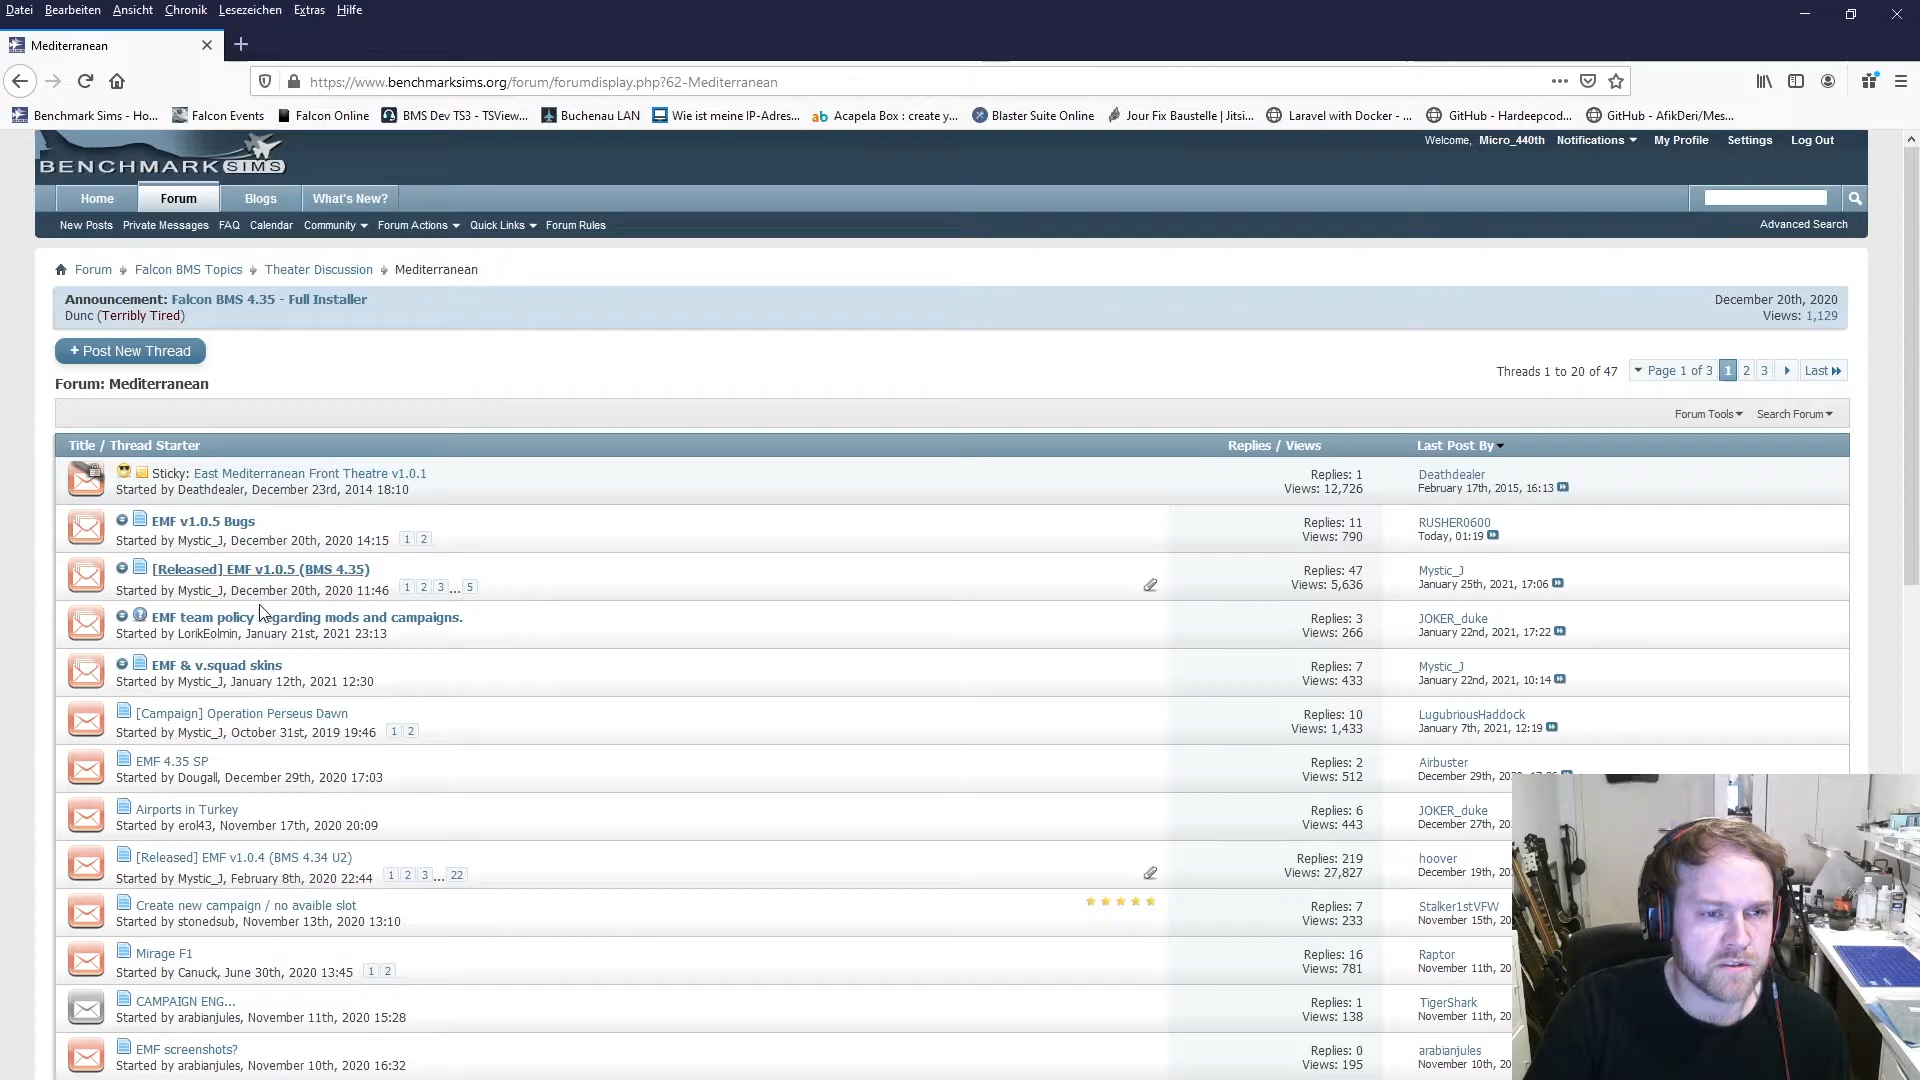 Datei Bearbeiten Ansicht Chronik Lesezeichen Extras Hilfe
Mediterranean
https://www.benchmarksims.org/forum/forumdisplay.php?62-Mediterranean
Benchmark Sims - Ho... Falcon Events Falcon Online BMS Dev TS3 - TSView... Buchenau LAN Wie ist meine IP-Adres... Acapela Box : create y... Blaster Suite Online Jour Fix Baustelle | Jitsi... Laravel with Docker - ... GitHub - Hardeepcod... GitHub - AfikDeri/Mes...
BENCHMARK SIMS
Welcome, Micro_440th Notifications My Profile Settings Log Out
Home Forum Blogs What's New?
New Posts Private Messages FAQ Calendar Community Forum Actions Quick Links Forum Rules Advanced Search
Forum Falcon BMS Topics Theater Discussion Mediterranean
Announcement: Falcon BMS 4.35 - Full Installer December 20th, 2020
Dunc (Terribly Tired) Views: 1,129
+ Post New Thread
Threads 1 to 20 of 47 Page 1 of 3 1 2 3 Last
Forum: Mediterranean
Forum Tools Search Forum
Title / Thread Starter Replies / Views Last Post By
Sticky: East Mediterranean Front Theatre v1.0.1 Replies: 1 Deathdealer
Started by Deathdealer, December 23rd, 2014 18:10 Views: 12,726 February 17th, 2015, 16:13
EMF v1.0.5 Bugs Replies: 11 RUSHER0600
Started by Mystic_J, December 20th, 2020 14:15 1 2 Views: 790 Today, 01:19
[Released] EMF v1.0.5 (BMS 4.35) Replies: 47 Mystic_J
Started by Mystic_J, December 20th, 2020 11:46 1 2 3 ... 5 Views: 5,636 January 25th, 2021, 17:06
EMF team policy regarding mods and campaigns. Replies: 3 JOKER_duke
Started by LorikEolmin, January 21st, 2021 23:13 Views: 266 January 22nd, 2021, 17:22
EMF & v.squad skins Replies: 7 Mystic_J
Started by Mystic_J, January 12th, 2021 12:30 Views: 433 January 22nd, 2021, 10:14
[Campaign] Operation Perseus Dawn Replies: 10 LugubriousHaddock
Started by Mystic_J, October 31st, 2019 19:46 1 2 Views: 1,433 January 7th, 2021, 12:19
EMF 4.35 SP Replies: 2 Airbuster
Started by Dougall, December 29th, 2020 17:03 Views: 512 December 29th,
Airports in Turkey Replies: 6 JOKER_duke
Started by erol43, November 17th, 2020 20:09 Views: 443 December 27th, 20
[Released] EMF v1.0.4 (BMS 4.34 U2) Replies: 219 hoover
Started by Mystic_J, February 8th, 2020 22:44 1 2 3 ... 22 Views: 27,827 December 19th, 20
Create new campaign / no avaible slot Replies: 7 Stalker1stVFW
Started by stonedsub, November 13th, 2020 13:10 Views: 233 November 15th, 20
Mirage F1 Replies: 16 Raptor
Started by Canuck, June 30th, 2020 13:45 1 2 Views: 781 November 11th, 20
CAMPAIGN ENG... Replies: 1 TigerShark
Started by arabianjules, November 11th, 2020 15:28 Views: 138 November 11th, 20
EMF screenshots? Replies: 0 arabianjules
Started by arabianjules, November 10th, 2020 16:32 Views: 195 November 10th, 20